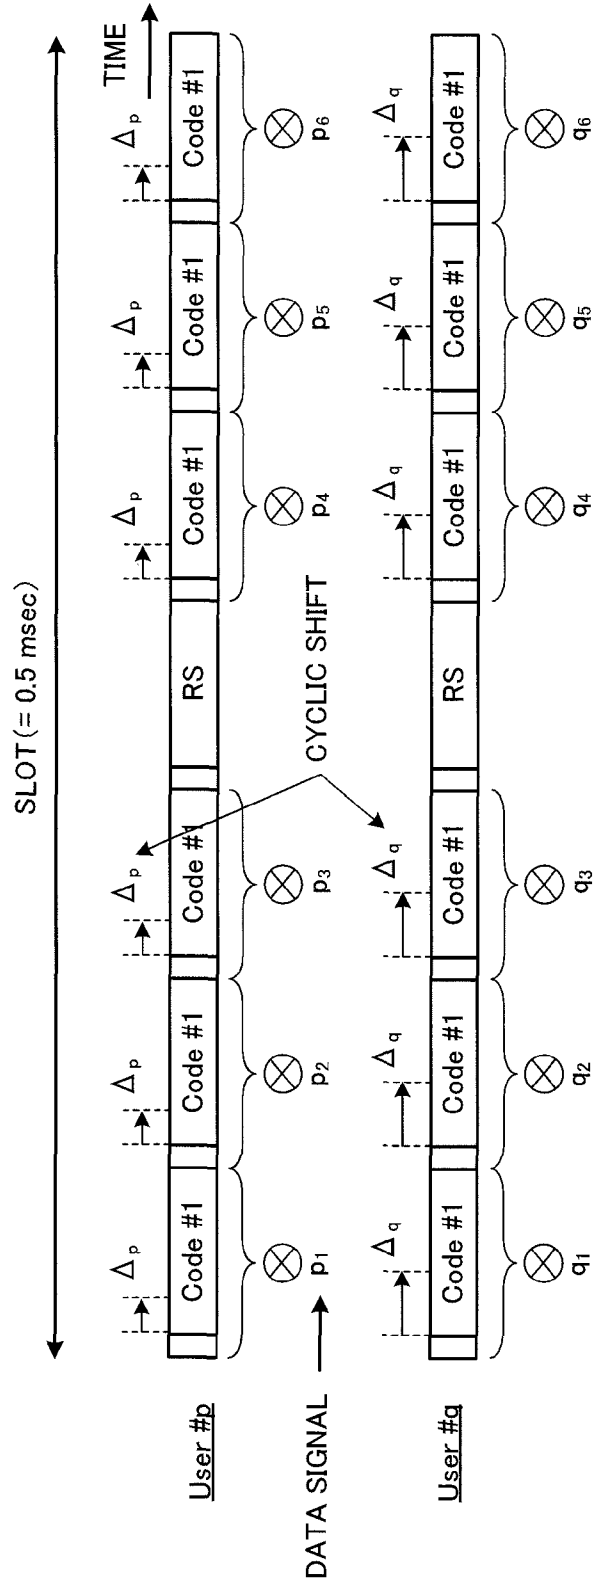 SLOT(= 0.5 msec)
TIME
Δp Δp Δp Δp Δp Δp
User #p
Code #1 Code #1 Code #1 RS Code #1 Code #1 Code #1
p1 p2 p3 p4 p5 p6
DATA SIGNAL
CYCLIC SHIFT
Δq Δq Δq Δq Δq Δq
User #q
Code #1 Code #1 Code #1 RS Code #1 Code #1 Code #1
q1 q2 q3 q4 q5 q6